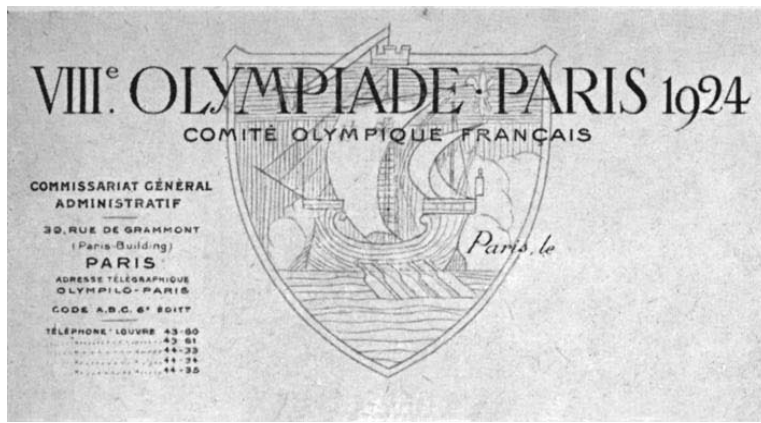 VIIIe. OLYMPIADE · PARIS 1924
COMITÉ OLYMPIQUE FRANÇAIS
COMMISSARIAT GÉNÉRAL
ADMINISTRATIF
30, RUE DE GRAMMONT
(Paris-Building)
PARIS
ADRESSE TÉLÉGRAPHIQUE
OLYMPILO-PARIS
CODE A.B.C. 6e EDITT
TÉLÉPHONE: LOUVRE 43-60
43-61
44-33
44-34
44-35
Paris, le